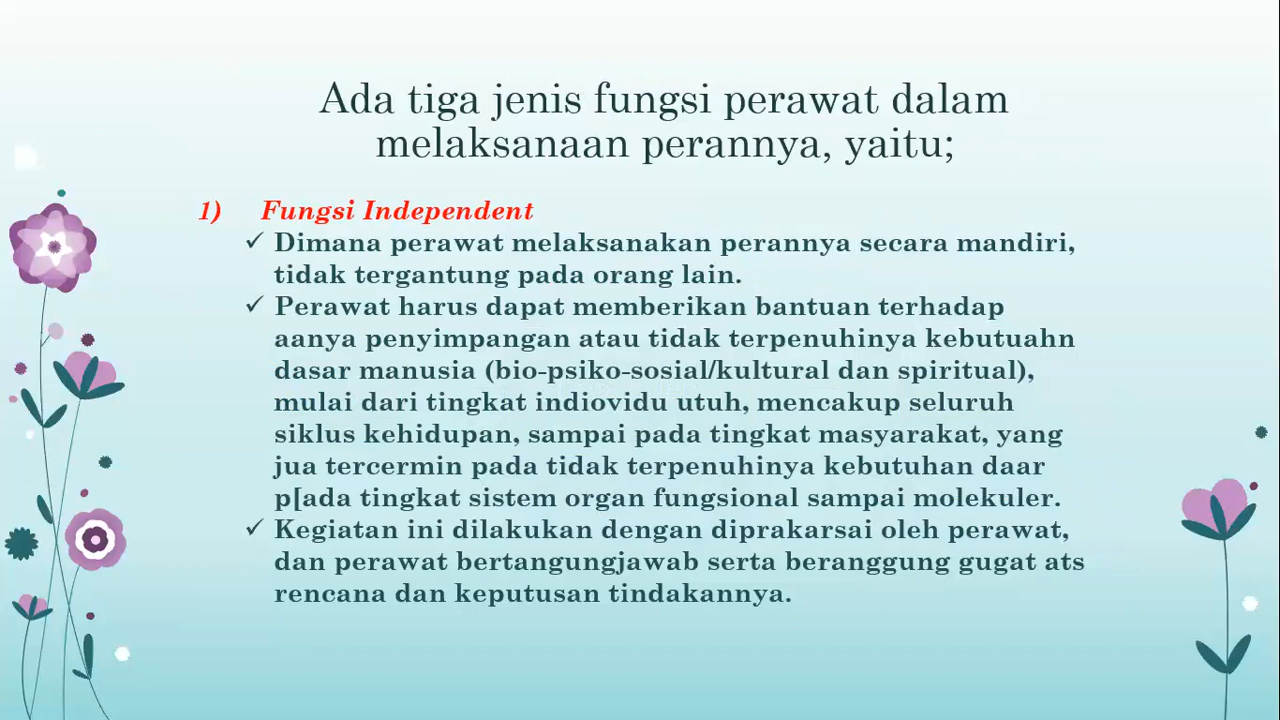 Ada tiga jenis fungsi perawat dalam
melaksanaan perannya, yaitu;
1) Fungsi Independent
✓ Dimana perawat melaksanakan perannya secara mandiri,
tidak tergantung pada orang lain.
✓ Perawat harus dapat memberikan bantuan terhadap
aanya penyimpangan atau tidak terpenuhinya kebutuahn
dasar manusia (bio-psiko-sosial/kultural dan spiritual),
mulai dari tingkat indiovidu utuh, mencakup seluruh
siklus kehidupan, sampai pada tingkat masyarakat, yang
jua tercermin pada tidak terpenuhinya kebutuhan daar
p[ada tingkat sistem organ fungsional sampai molekuler.
✓ Kegiatan ini dilakukan dengan diprakarsai oleh perawat,
dan perawat bertangungjawab serta beranggung gugat ats
rencana dan keputusan tindakannya.